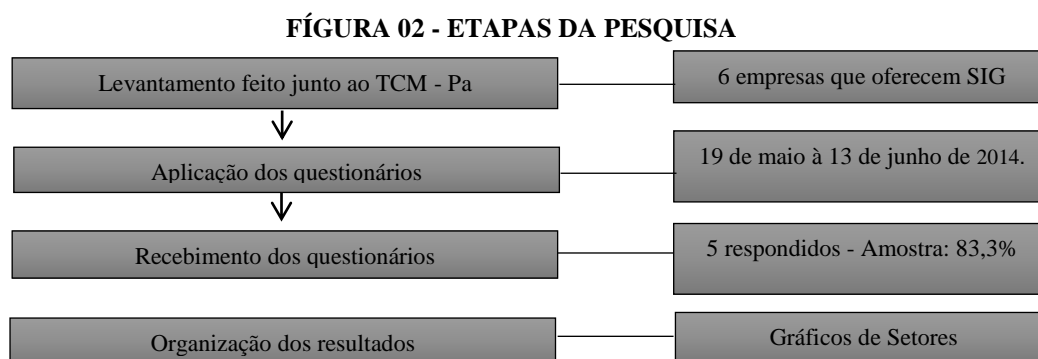 FÍGURA 02 - ETAPAS DA PESQUISA
Levantamento feito junto ao TCM - Pa
6 empresas que oferecem SIG
Aplicação dos questionários
19 de maio à 13 de junho de 2014.
Recebimento dos questionários
5 respondidos - Amostra: 83,3%
Organização dos resultados
Gráficos de Setores